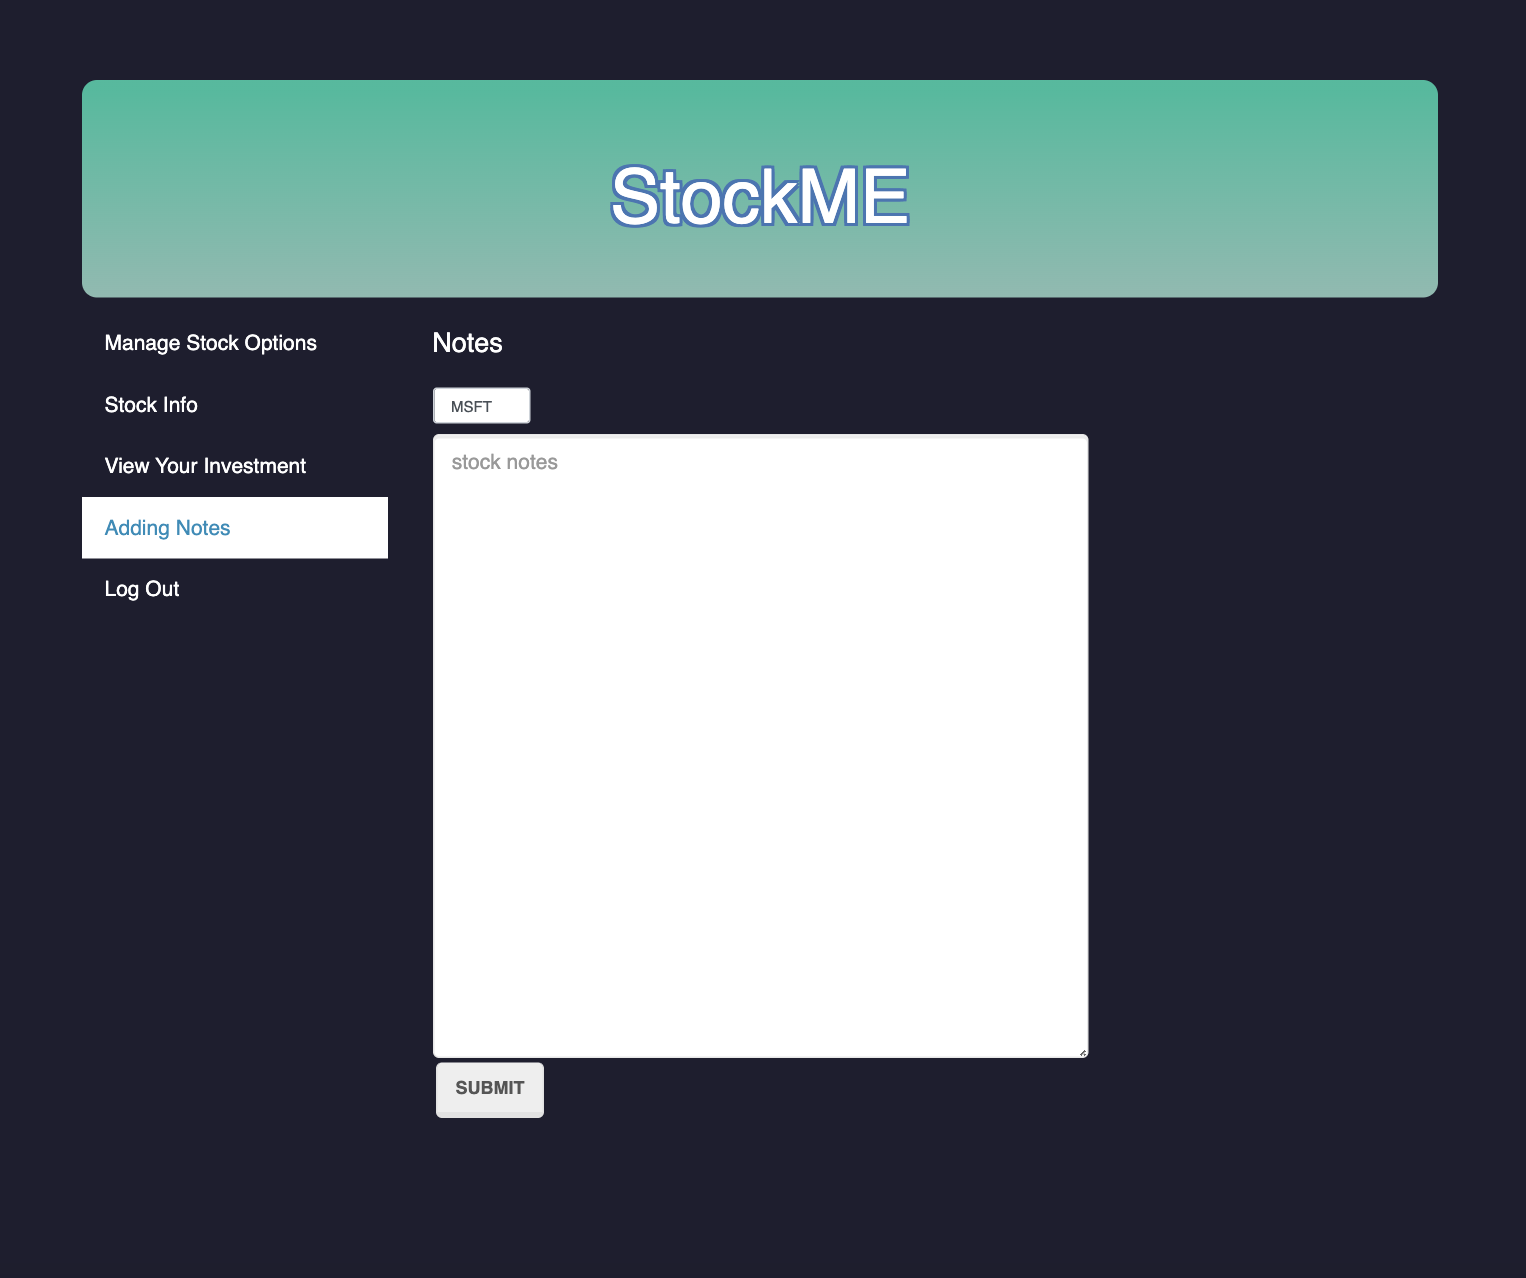 StockME
Manage Stock Options
Stock Info
View Your Investment
Adding Notes
Log Out
Notes
MSFT
stock notes
SUBMIT